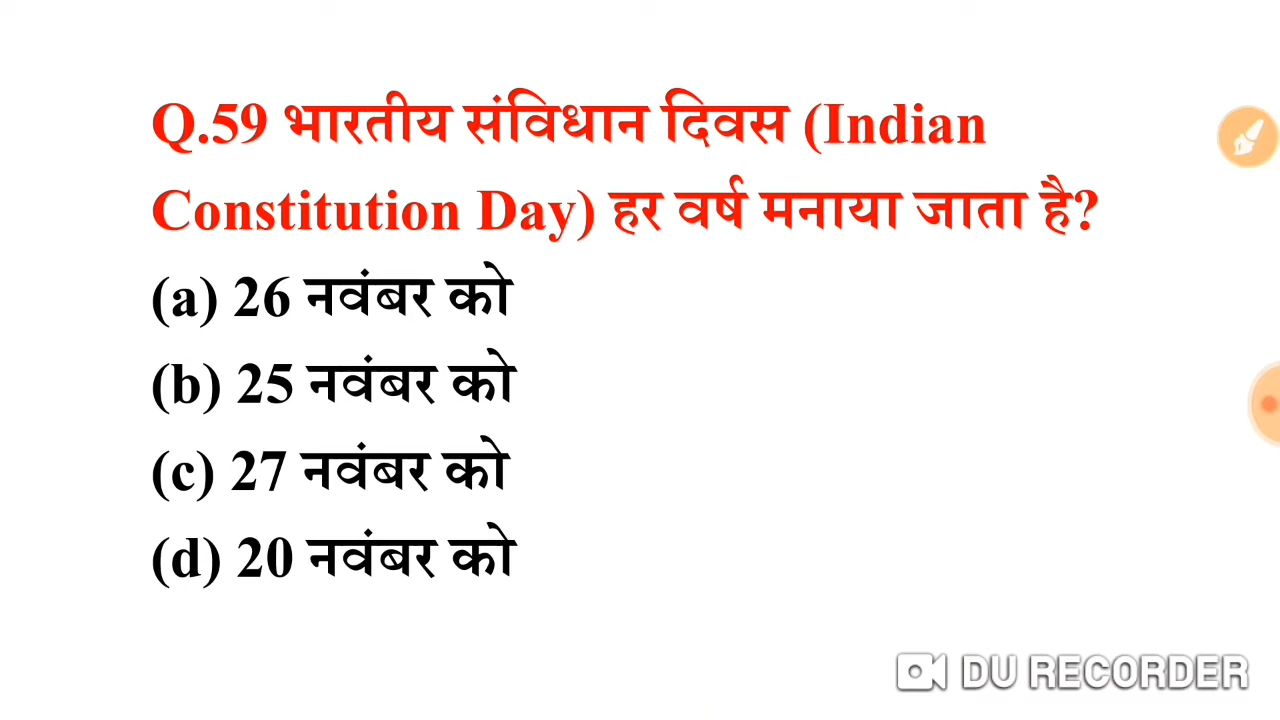 Q.59 भारतीय संविधान दिवस (Indian
Constitution Day) हर वर्ष मनाया जाता है?
(a) 26 नवंबर को
(b) 25 नवंबर को
(c) 27 नवंबर को
(d) 20 नवंबर को
DU RECORDER